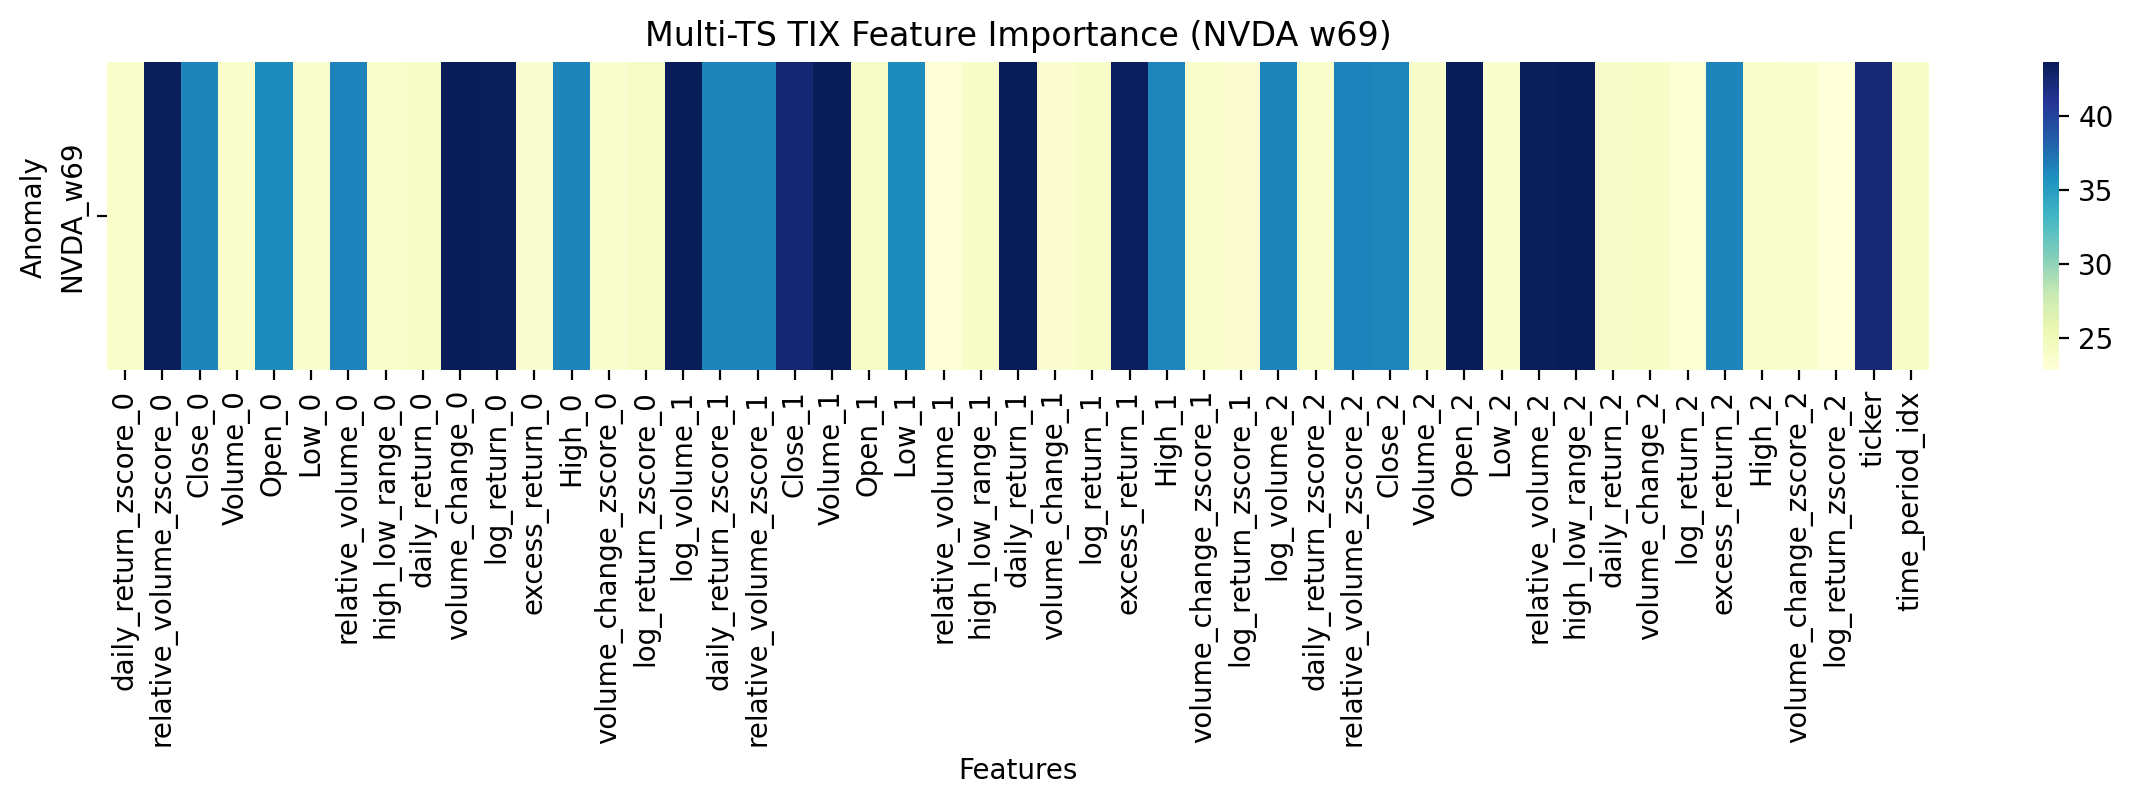 Multi-TS TIX Feature Importance (NVDA w69)
Anomaly
NVDA_w69
40
35
30
25
daily_return_zscore_0
relative_volume_zscore_0
Close_0
Volume_0
Open_0
Low_0
relative_volume_0
high_low_range_0
daily_return_0
volume_change_0
log_return_0
excess_return_0
High_0
volume_change_zscore_0
log_return_zscore_0
log_volume_1
daily_return_zscore_1
relative_volume_zscore_1
Close_1
Volume_1
Open_1
Low_1
relative_volume_1
high_low_range_1
daily_return_1
volume_change_1
log_return_1
excess_return_1
High_1
volume_change_zscore_1
log_return_zscore_1
log_volume_2
daily_return_zscore_2
relative_volume_zscore_2
Close_2
Volume_2
Open_2
Low_2
relative_volume_2
high_low_range_2
daily_return_2
volume_change_2
log_return_2
excess_return_2
High_2
volume_change_zscore_2
log_return_zscore_2
ticker
time_period_idx
Features